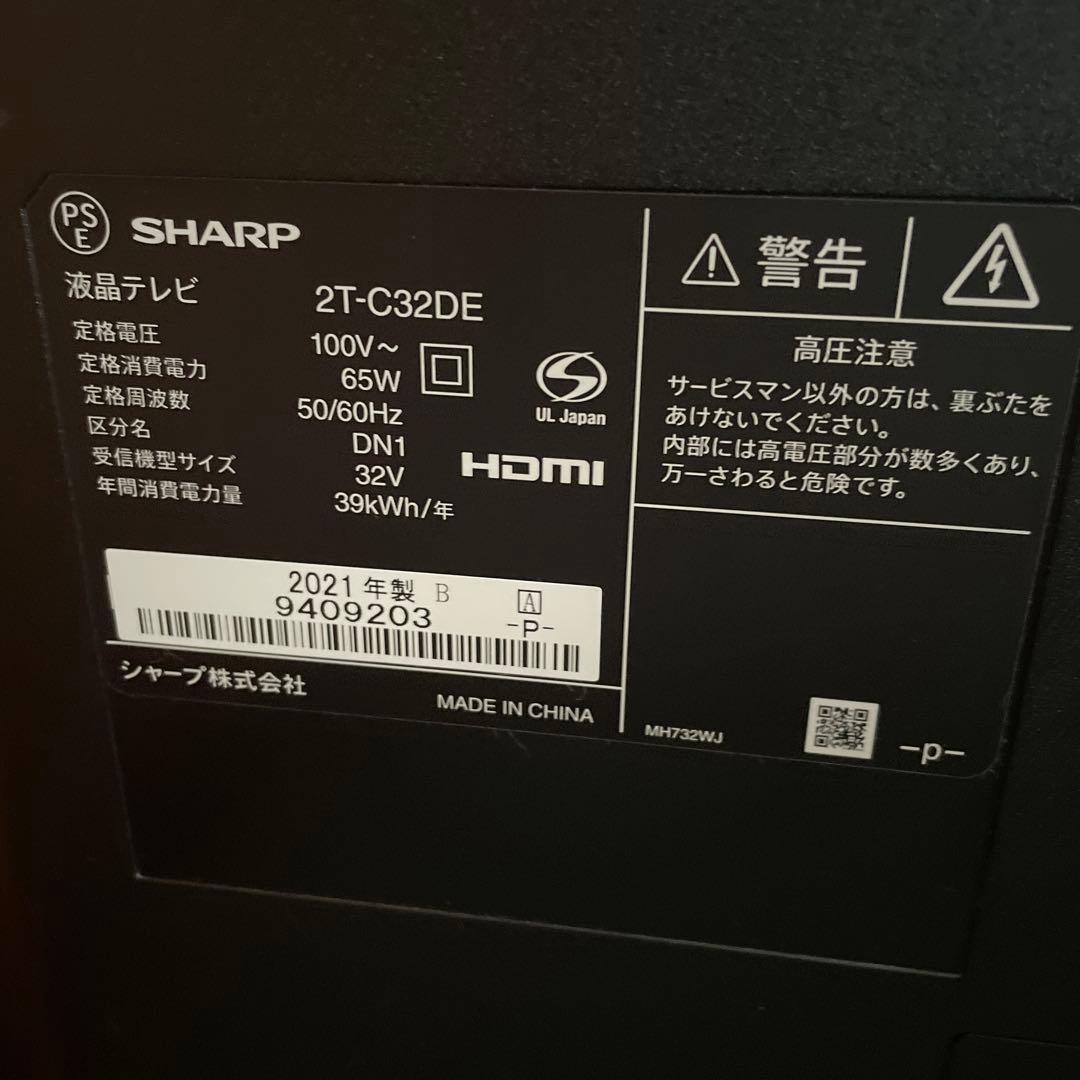 PS
E
SHARP
液晶テレビ 2T-C32DE
定格電圧 100V~
定格消費電力 65W
定格周波数 50/60Hz
区分名 DN1
受信機型サイズ 32V
年間消費電力量 39kWh/年
S
UL Japan
HDMI
2021年製 B A
9409203 -P-
シャープ株式会社
MADE IN CHINA
警告
高圧注意
サービスマン以外の方は、裏ぶたを
あけないでください。
内部には高電圧部分が数多くあり、
万一さわると危険です。
MH732WJ
-p-